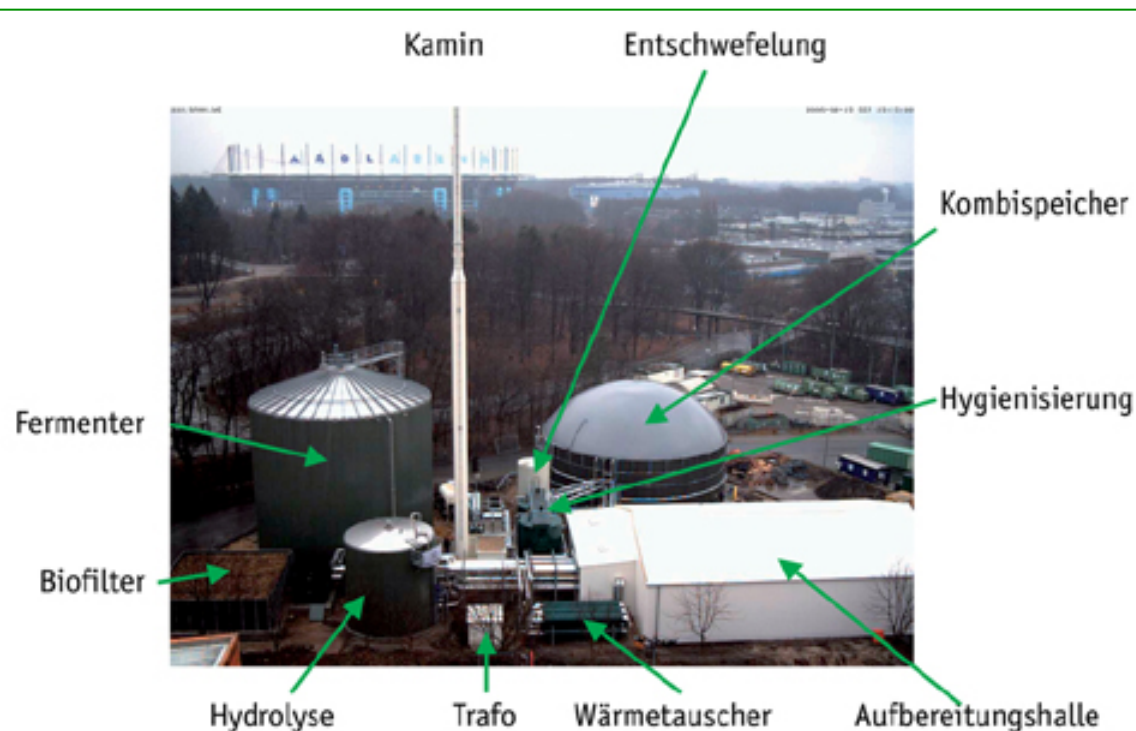 Kamin
Entschwefelung
Kombispeicher
Hygienisierung
Fermenter
Biofilter
Hydrolyse
Trafo
Wärmetauscher
Aufbereitungshalle